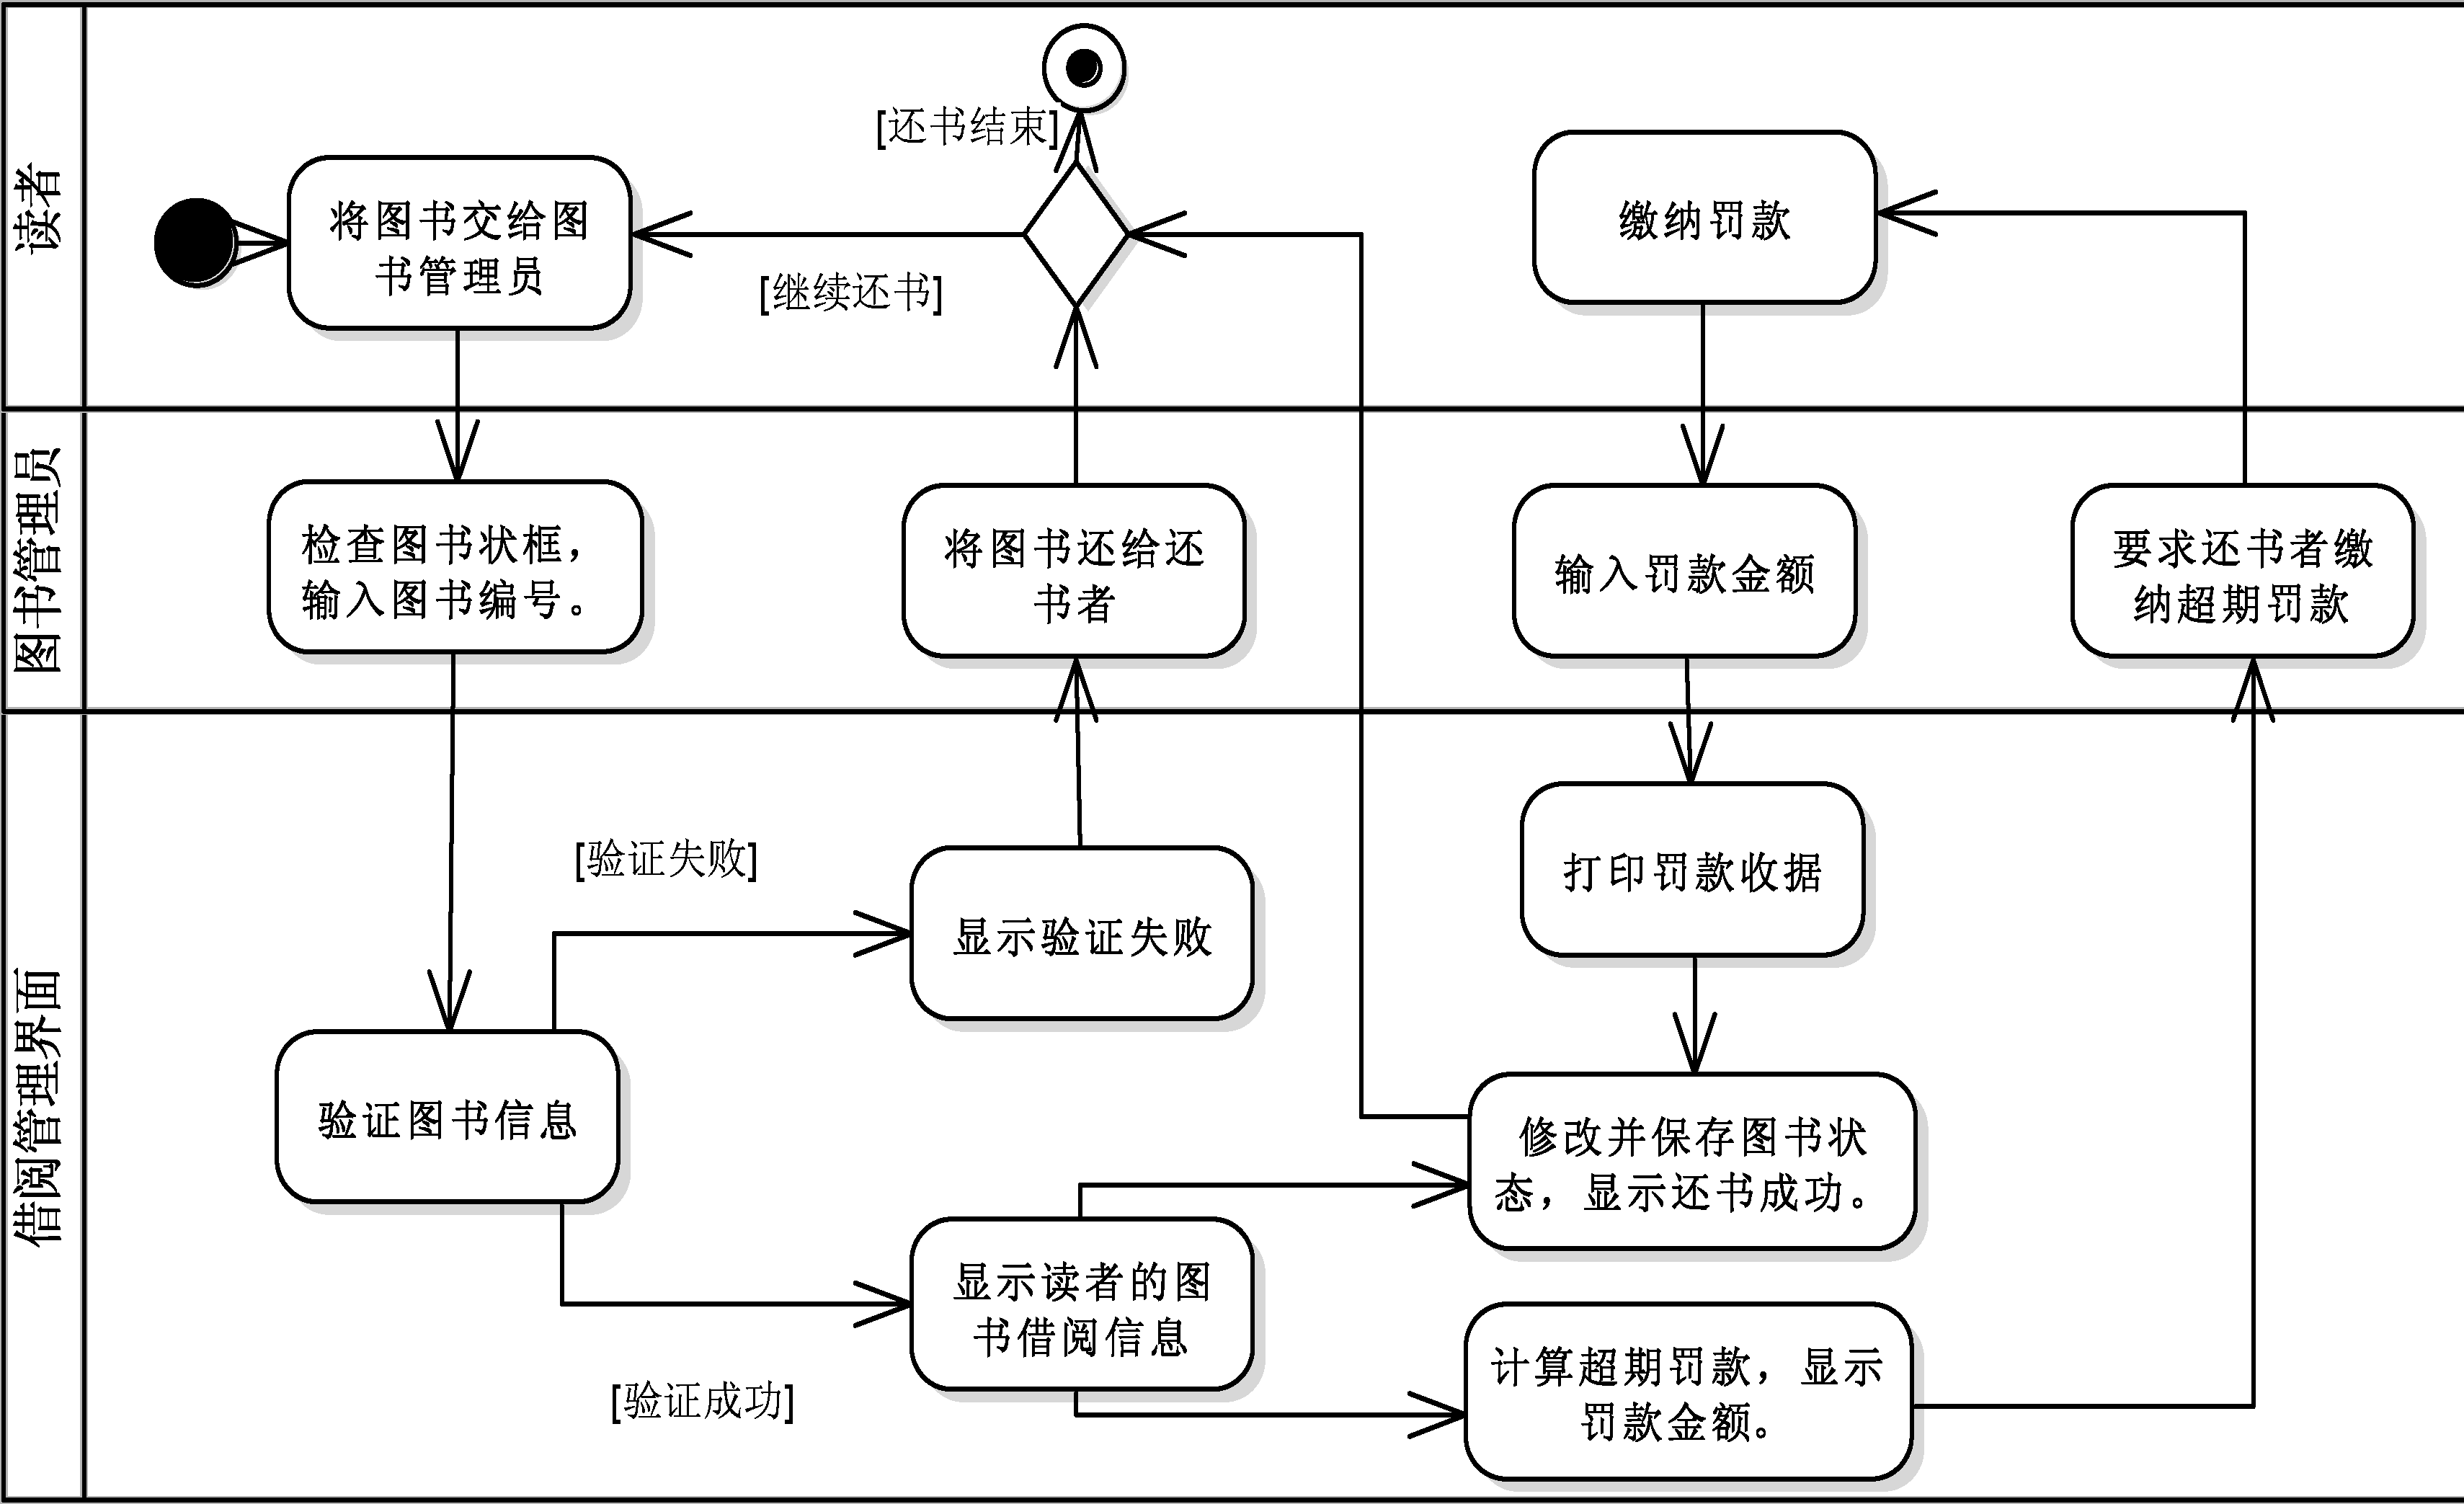 读者
[还书结束]
将图书交给图
书管理员
[继续还书]
缴纳罚款
图书管理员
检查图书状框，
输入图书编号。
将图书还给还
书者
输入罚款金额
要求还书者缴
纳超期罚款
借阅管理界面
[验证失败]
显示验证失败
打印罚款收据
验证图书信息
修改并保存图书状
态，显示还书成功。
显示读者的图
书借阅信息
[验证成功]
计算超期罚款，显示
罚款金额。